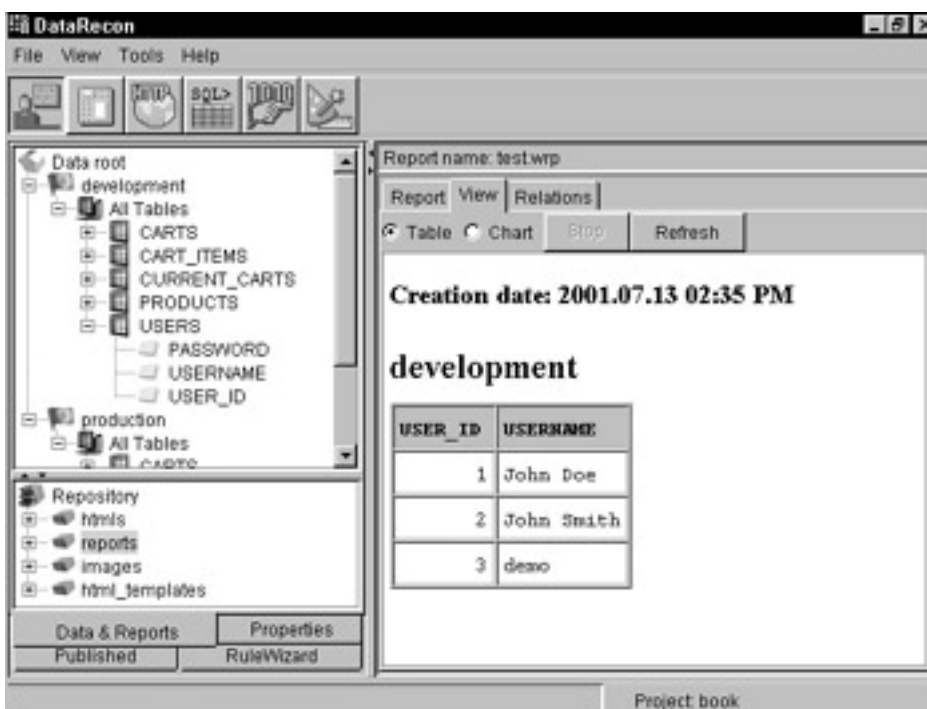 DataRecon
File View Tools Help
SQL>
Data root
development
All Tables
CARTS
CART_ITEMS
CURRENT_CARTS
PRODUCTS
USERS
PASSWORD
USERNAME
USER_ID
production
All Tables
CARTS
Repository
htmls
reports
images
html_templates
Data & Reports Properties
Published RuleWizard
Report name: test.wrp
Report View Relations
Table Chart Stop Refresh
Creation date: 2001.07.13 02:35 PM
development
USER_ID USERNAME
1 John Doe
2 John Smith
3 demo
Project: book